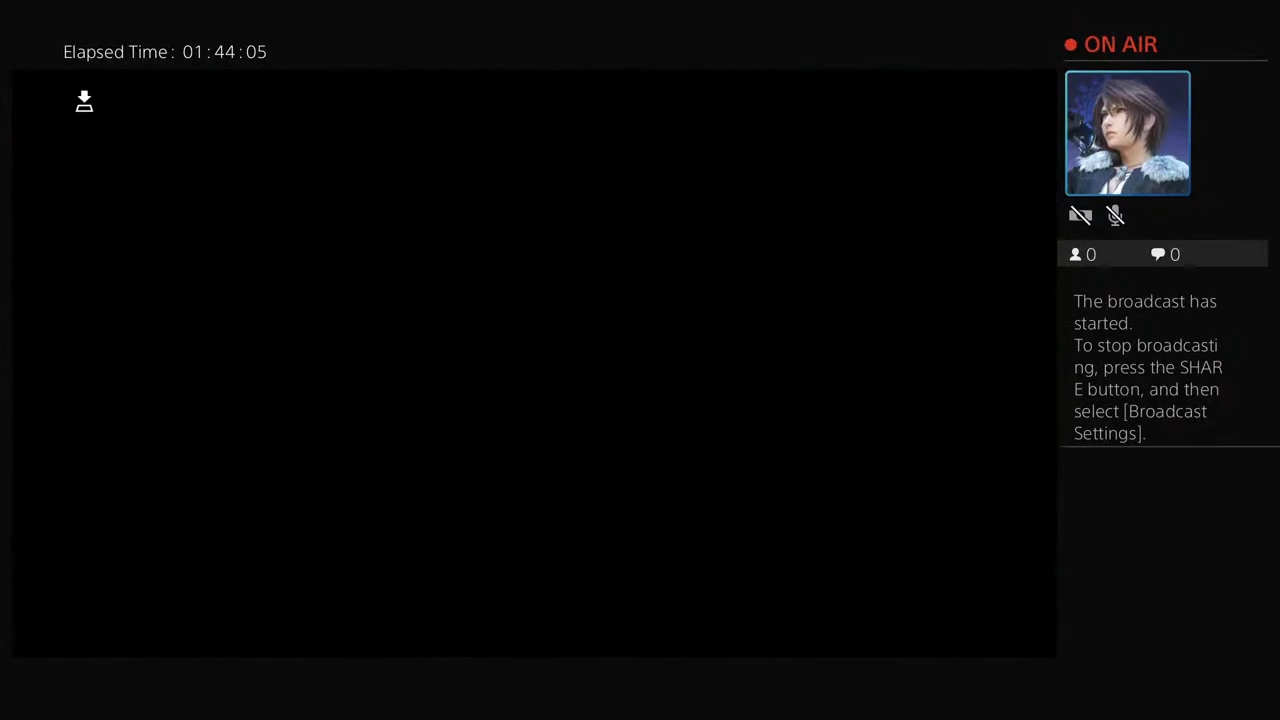 Elapsed Time: 01:44:05
ON AIR
0 0
The broadcast has
started.
To stop broadcasti
ng, press the SHAR
E button, and then
select [Broadcast
Settings].